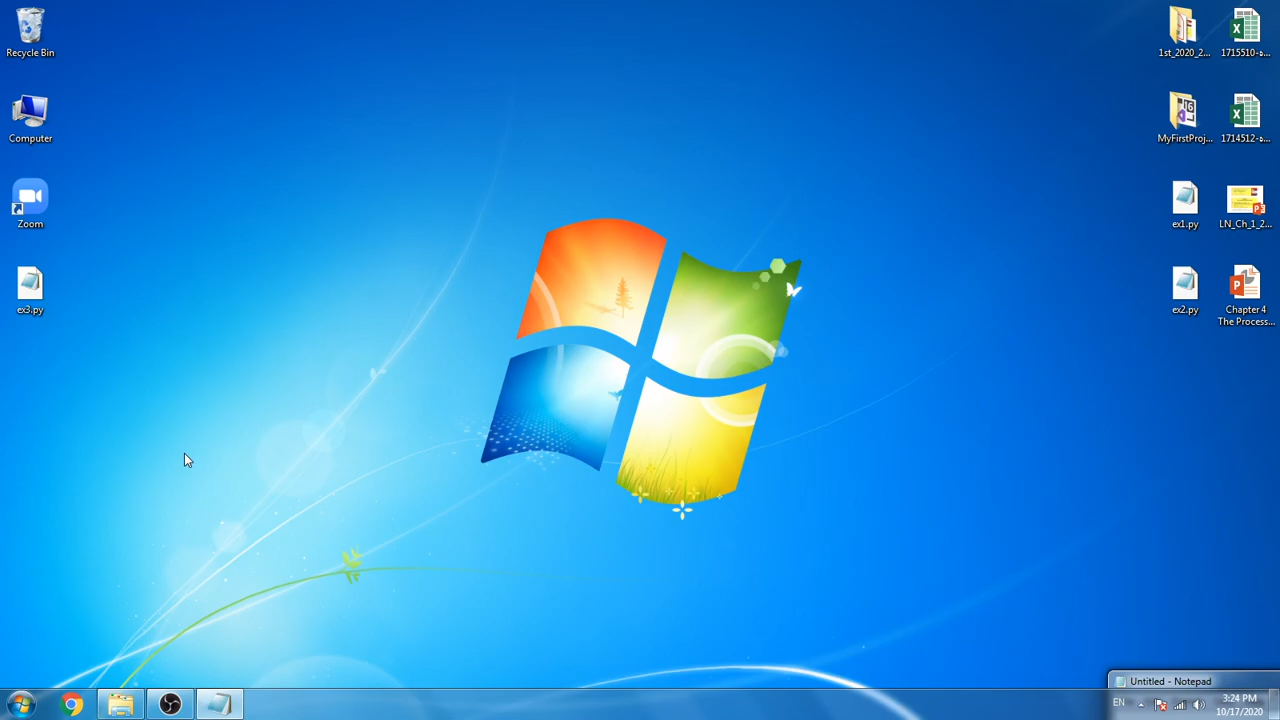 Recycle Bin
Computer
Zoom
ex3.py
1st_2020_2...
1715510-ه...
MyFirstProj...
1714512-ه...
ex1.py
LN_Ch_1_2...
ex2.py
Chapter 4
The Process...
Untitled - Notepad
EN
3:24 PM
10/17/2020